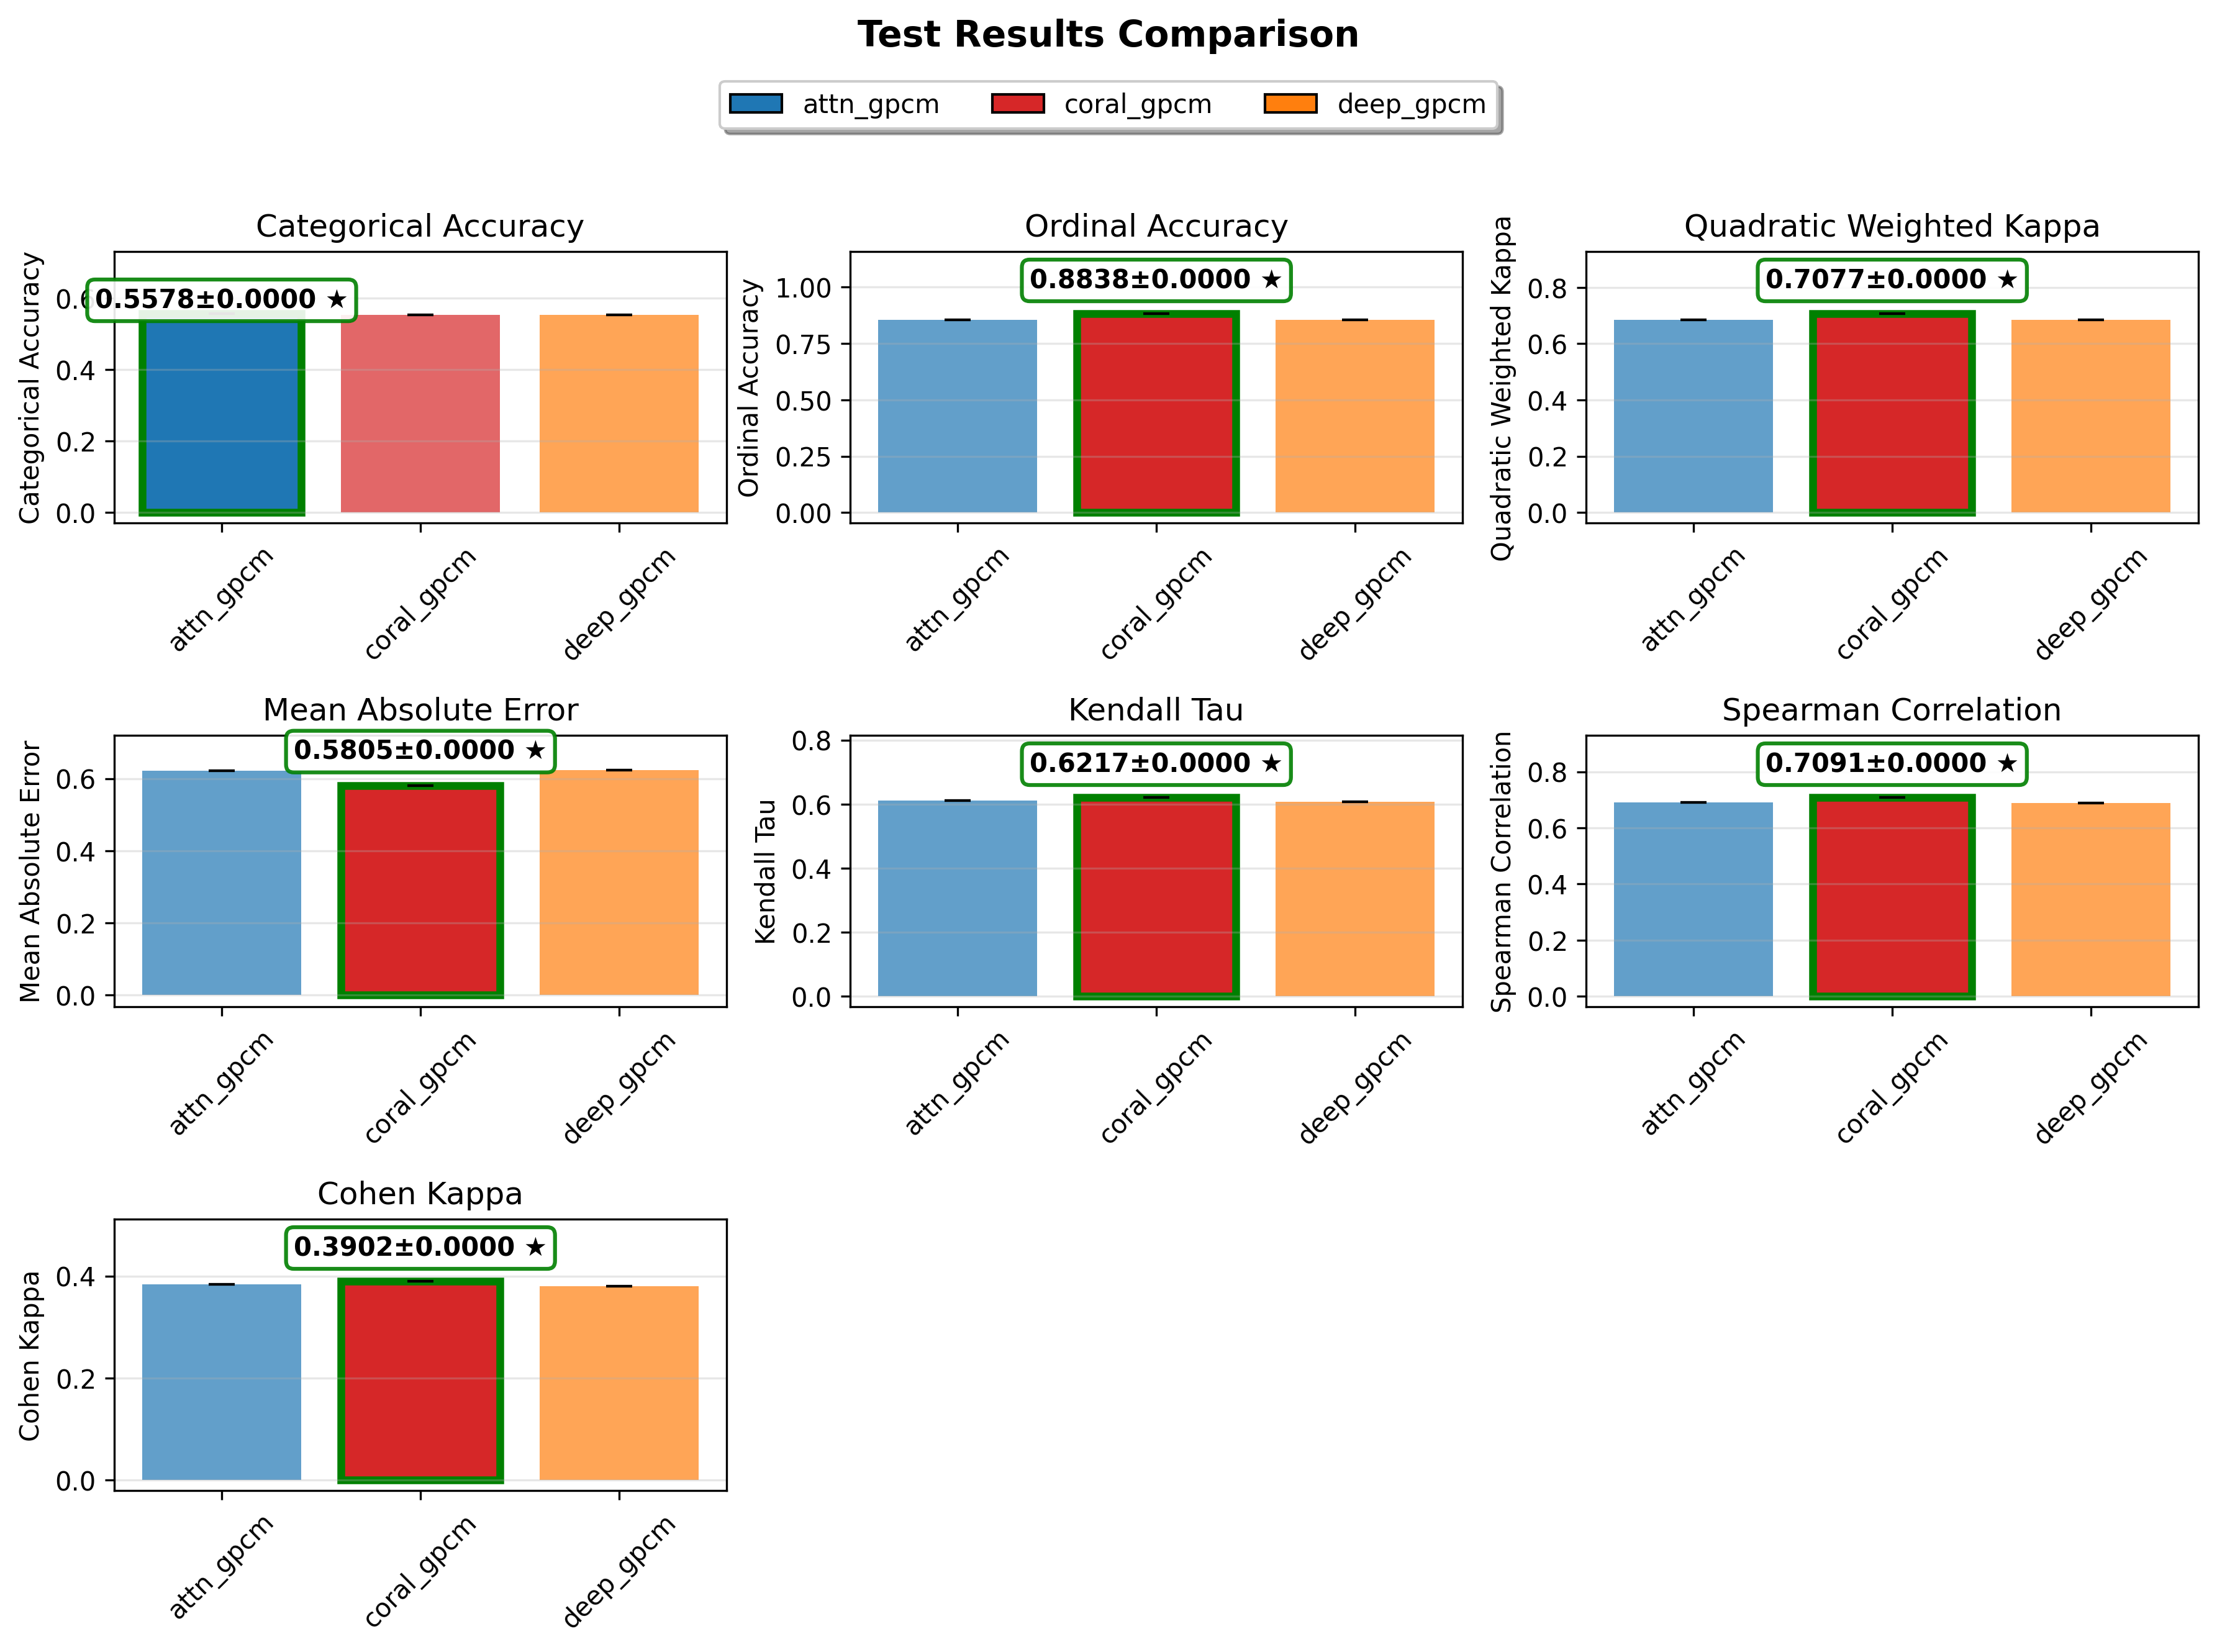 Test Results Comparison
attn_gpcm
coral_gpcm
deep_gpcm
Categorical Accuracy
Categorical Accuracy
0.6
0.4
0.2
0.0
0.5578±0.0000 ★
attn_gpcm
coral_gpcm
deep_gpcm
Ordinal Accuracy
Ordinal Accuracy
1.00
0.75
0.50
0.25
0.00
0.8838±0.0000 ★
attn_gpcm
coral_gpcm
deep_gpcm
Quadratic Weighted Kappa
Quadratic Weighted Kappa
0.8
0.6
0.4
0.2
0.0
0.7077±0.0000 ★
attn_gpcm
coral_gpcm
deep_gpcm
Mean Absolute Error
Mean Absolute Error
0.6
0.4
0.2
0.0
0.5805±0.0000 ★
attn_gpcm
coral_gpcm
deep_gpcm
Kendall Tau
Kendall Tau
0.8
0.6
0.4
0.2
0.0
0.6217±0.0000 ★
attn_gpcm
coral_gpcm
deep_gpcm
Spearman Correlation
Spearman Correlation
0.8
0.6
0.4
0.2
0.0
0.7091±0.0000 ★
attn_gpcm
coral_gpcm
deep_gpcm
Cohen Kappa
Cohen Kappa
0.4
0.2
0.0
0.3902±0.0000 ★
attn_gpcm
coral_gpcm
deep_gpcm